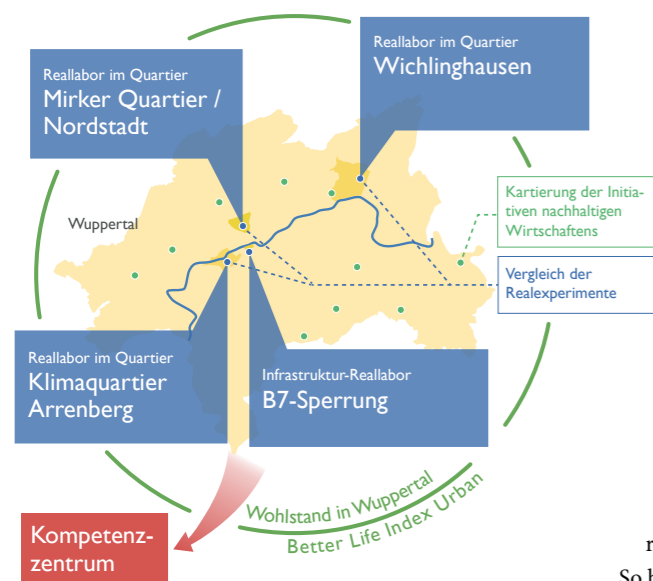 Reallabor im Quartier
Mirker Quartier /
Nordstadt
Reallabor im Quartier
Wichlinghausen
Wuppertal
Kartierung der Initia-
tiven nachhaltigen
Wirtschaftens
Vergleich der
Realexperimente
Reallabor im Quartier
Klimaquartier
Arrenberg
Infrastruktur-Reallabor
B7-Sperrung
Wohlstand in Wuppertal
Better Life Index Urban
Kompetenz-
zentrum
r
So h